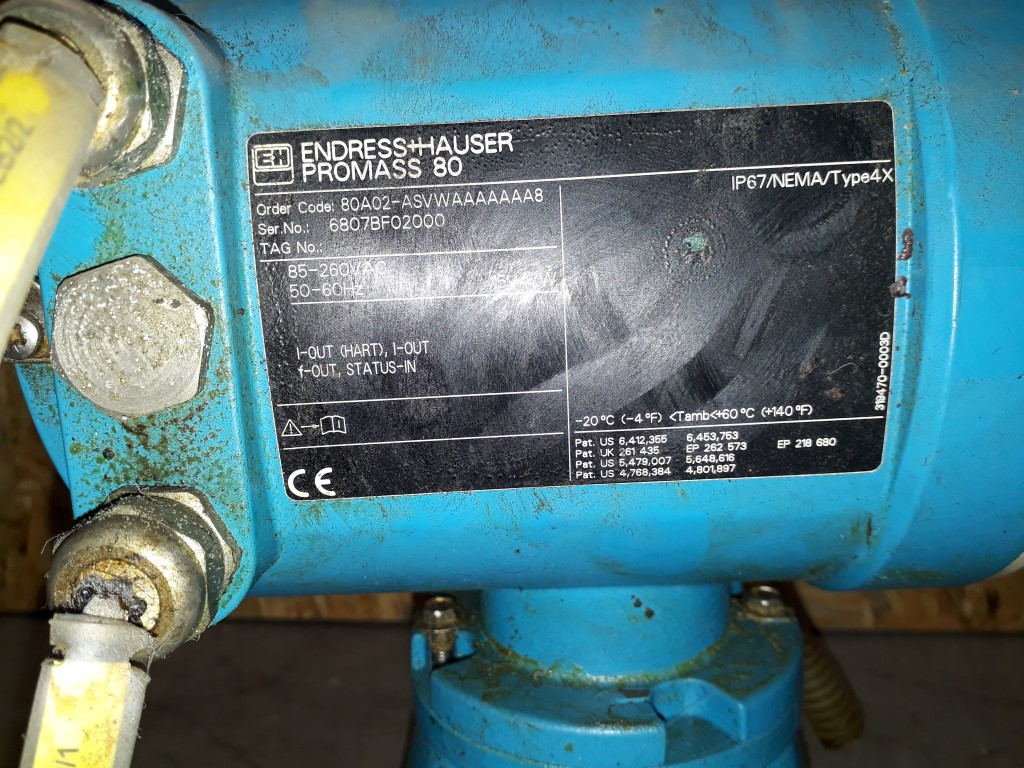 EH ENDRESS+HAUSER
PROMASS 80
IP67/NEMA/Type4X
Order Code: 80A02-ASVWAAAAAAA8
Ser.No.: 6807BF02000
TAG No.:
85-260VAC
50-60Hz
I-OUT (HART), I-OUT
f-OUT, STATUS-IN
i
CE
-20°C (-4°F) <Tamb<+60°C (+140°F)
Pat. US 6,412,355 6,453,753
Pat. UK 261 435 EP 262 573 EP 218 680
Pat. US 5,479,007 5,648,616
Pat. US 4,768,384 4,801,897
319470-0003D
/1